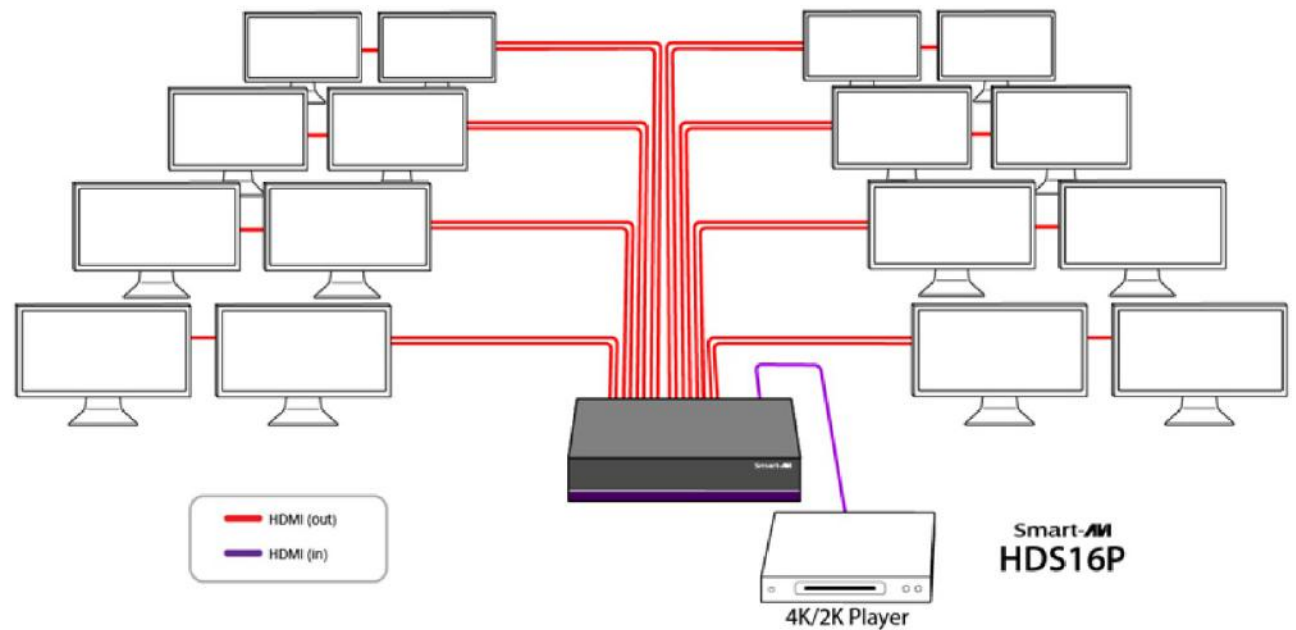 Smart-AVI
HDMI (out)
HDMI (in)
Smart-AVI
HDS16P
4K/2K Player